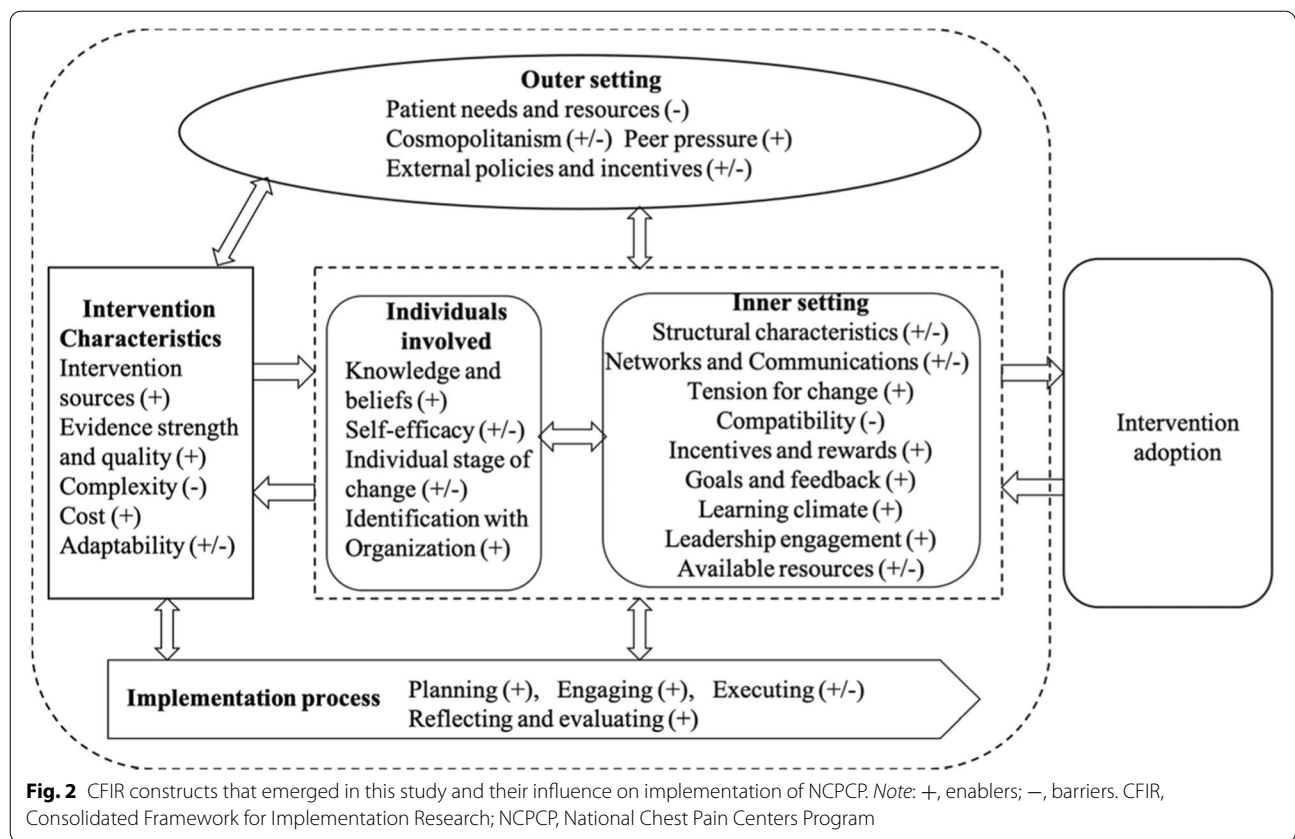 Outer setting
Patient needs and resources (-)
Cosmopolitanism (+/-) Peer pressure (+)
External policies and incentives (+/-)
Intervention
Characteristics
Intervention
sources (+)
Evidence strength
and quality (+)
Complexity (-)
Cost (+)
Adaptability (+/-)
Individuals
involved
Knowledge and
beliefs (+)
Self-efficacy (+/-)
Individual stage of
change (+/-)
Identification with
Organization (+)
Inner setting
Structural characteristics (+/-)
Networks and Communications (+/-)
Tension for change (+)
Compatibility (-)
Incentives and rewards (+)
Goals and feedback (+)
Learning climate (+)
Leadership engagement (+)
Available resources (+/-)
Intervention
adoption
Implementation process Planning (+), Engaging (+), Executing (+/-)
Reflecting and evaluating (+)
Fig. 2 CFIR constructs that emerged in this study and their influence on implementation of NCPCP. Note: +, enablers; −, barriers. CFIR,
Consolidated Framework for Implementation Research; NCPCP, National Chest Pain Centers Program